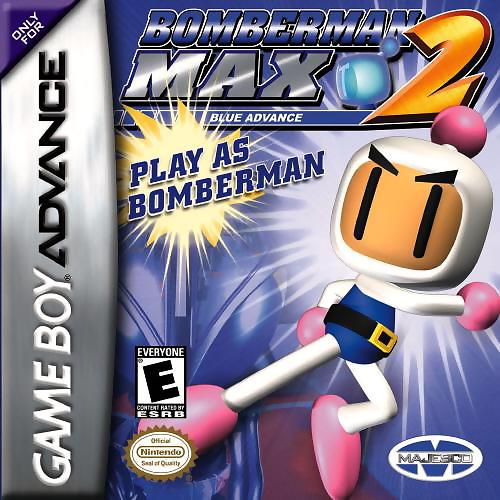 ONLY
FOR
GAME BOY ADVANCE
BOMBERMAN
MAX 2
BLUE ADVANCE
PLAY AS
BOMBERMAN
EVERYONE
E
CONTENT RATED BY
ESRB
Official
Nintendo
Seal of Quality
MAJESCO